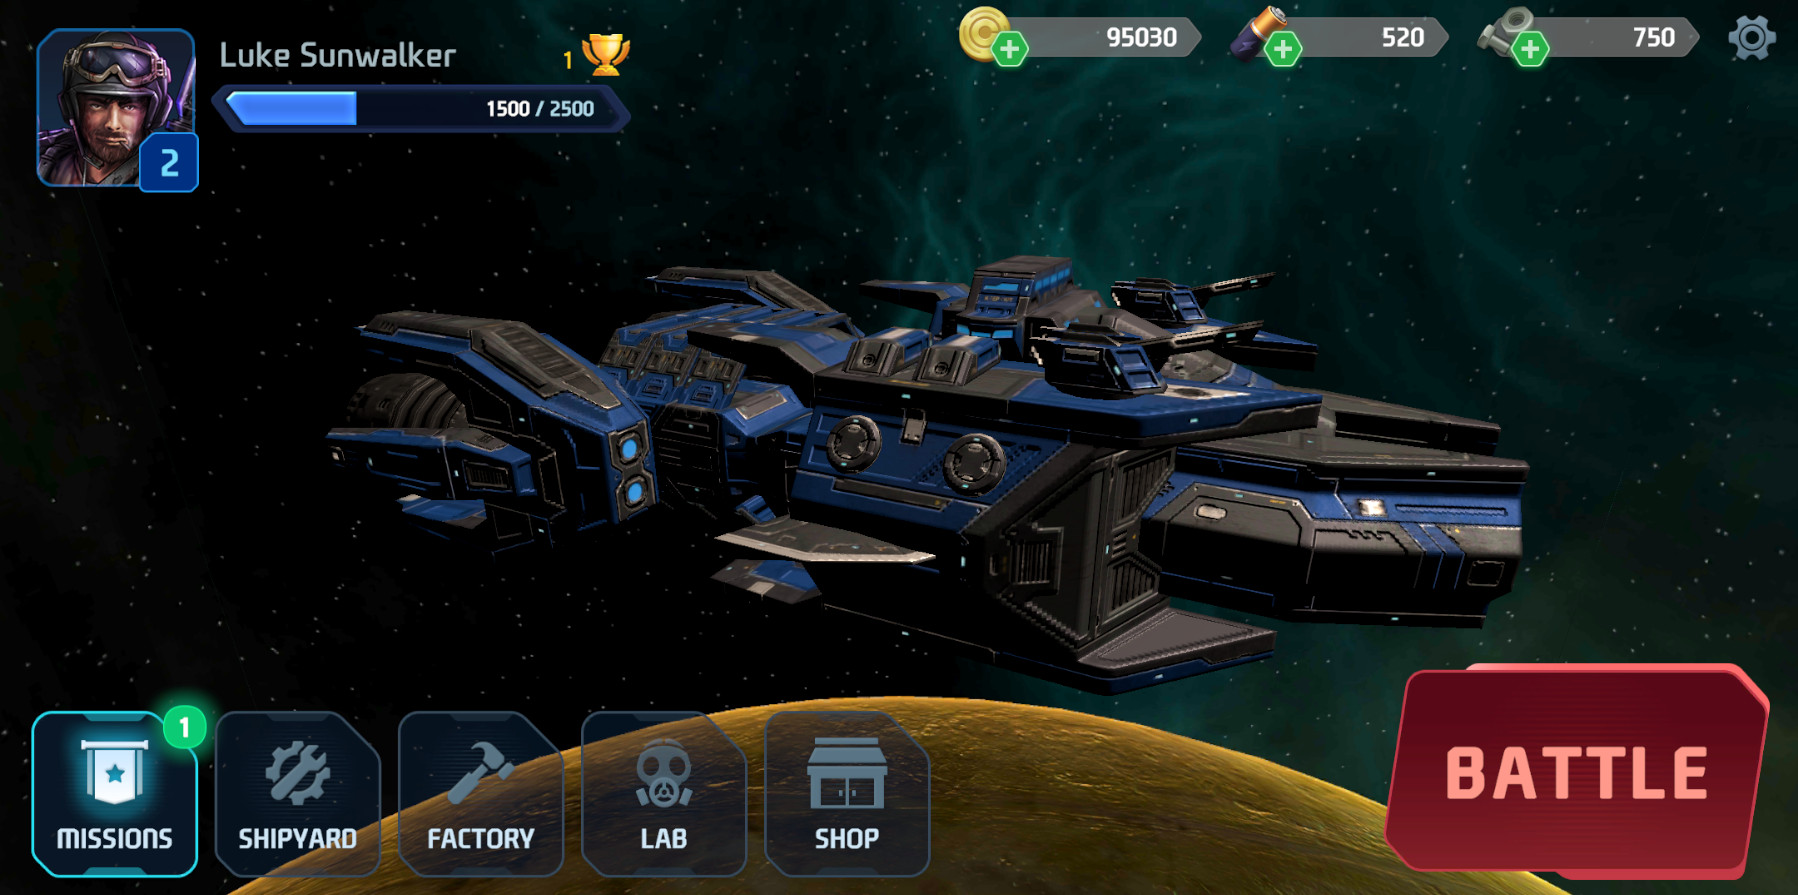 Luke Sunwalker
1
1500 / 2500
2
95030
520
750
1
MISSIONS
SHIPYARD
FACTORY
LAB
SHOP
BATTLE